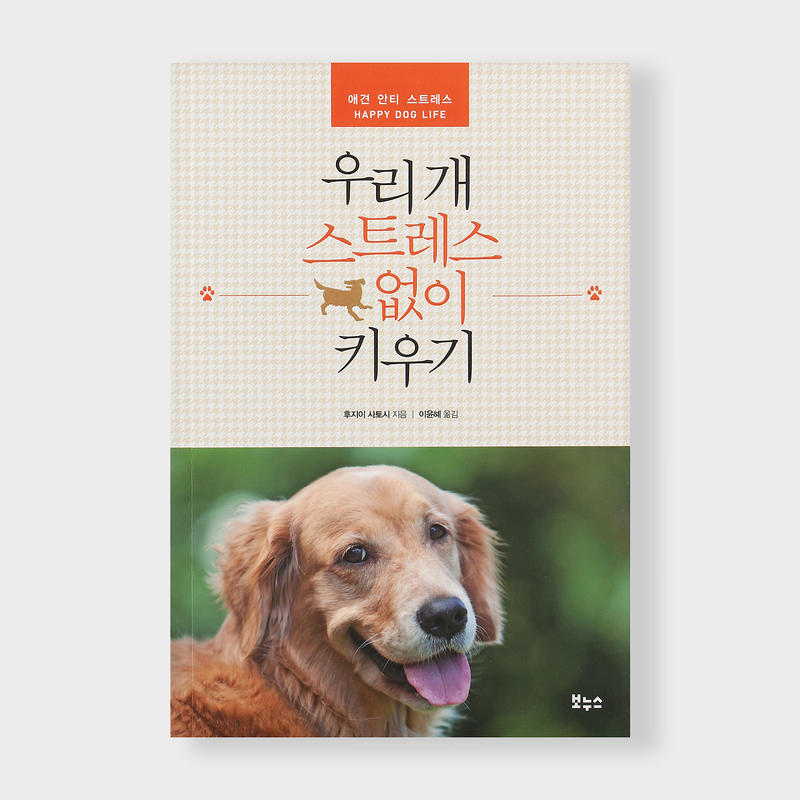 애견 안티 스트레스
HAPPY DOG LIFE
우리 개
스트레스
없이
키우기
후지이 사토시 지음 | 이윤혜 옮김
보누스